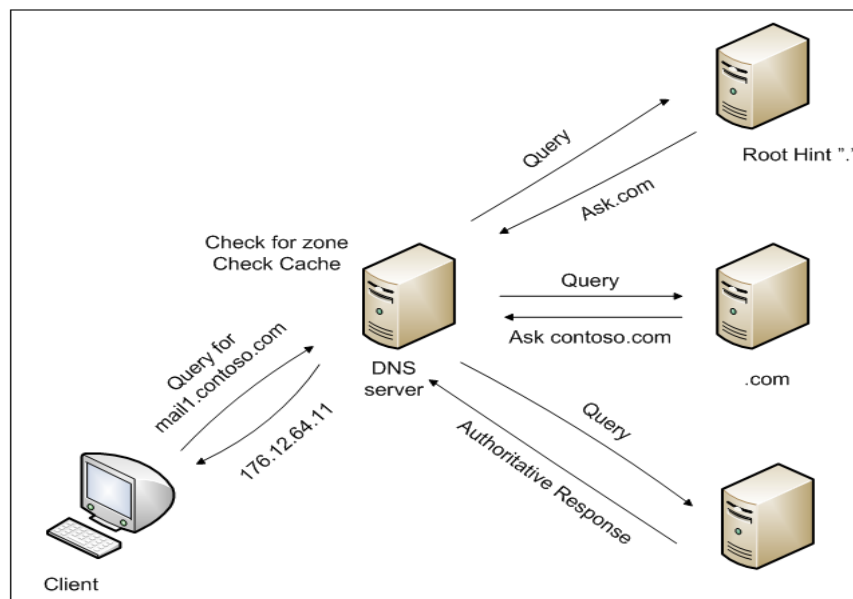 Query
Root Hint "."
Ask.com
Check for zone
Check Cache
Query
Query for
mail1.contoso.com
Ask contoso.com
DNS
server
.com
176.12.64.11
Query
Authoritative Response
Client